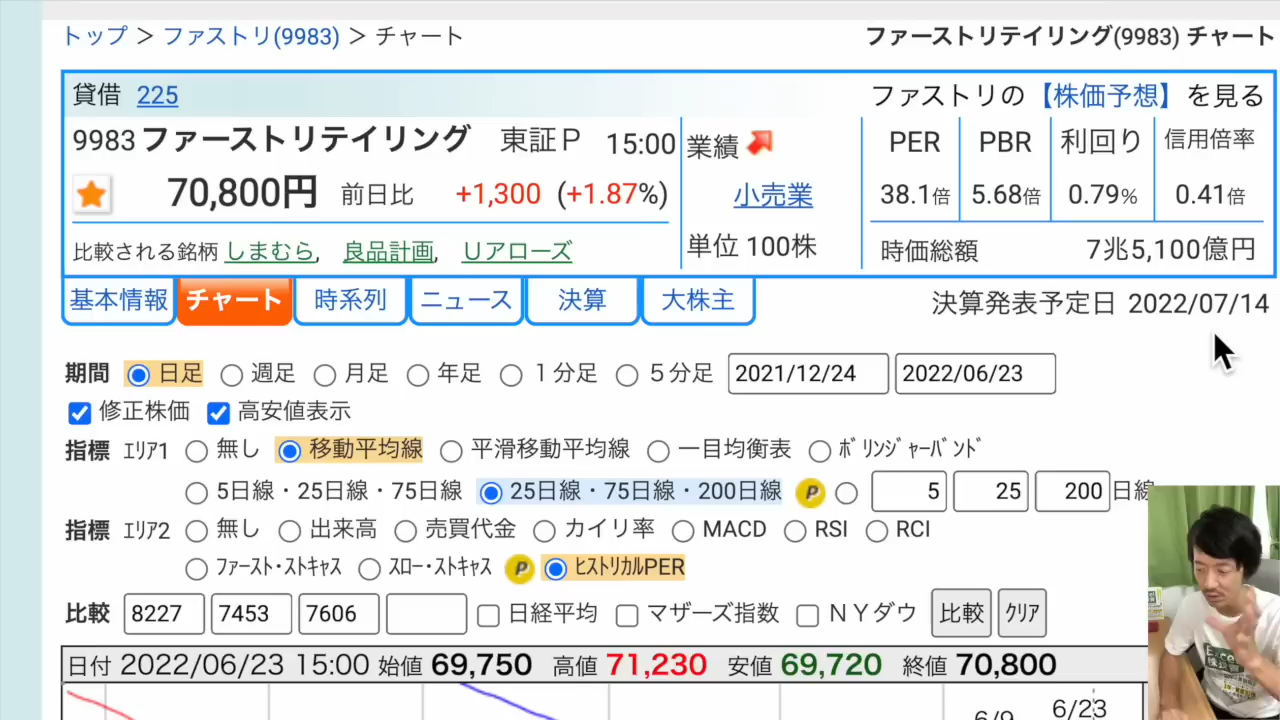 トップ > ファストリ(9983) > チャート ファーストリテイリング(9983) チャート
貸借 225 ファストリの【株価予想】を見る
9983 ファーストリテイリング 東証P 15:00 業績 PER PBR 利回り 信用倍率
70,800円 前日比 +1,300 (+1.87%) 小売業 38.1倍 5.68倍 0.79% 0.41倍
比較される銘柄 しまむら, 良品計画, Uアローズ 単位 100株 時価総額 7兆5,100億円
基本情報 チャート 時系列 ニュース 決算 大株主 決算発表予定日 2022/07/14
期間 日足 週足 月足 年足 1分足 5分足 2021/12/24 2022/06/23
修正株価 高安値表示
指標 ｴﾘｱ1 無し 移動平均線 平滑移動平均線 一目均衡表 ﾎﾞﾘﾝｼﾞｬｰﾊﾞﾝﾄﾞ
5日線・25日線・75日線 25日線・75日線・200日線 P 5 25 200 日線
指標 ｴﾘｱ2 無し 出来高 売買代金 カイリ率 MACD RSI RCI
ﾌｧｰｽﾄ・ｽﾄｷｬｽ ｽﾛｰ・ｽﾄｷｬｽ P ﾋｽﾄﾘｶﾙPER
比較 8227 7453 7606 日経平均 マザーズ指数 NYダウ 比較 ｸﾘｱ
日付 2022/06/23 15:00 始値 69,750 高値 71,230 安値 69,720 終値 70,800
6/9 6/23